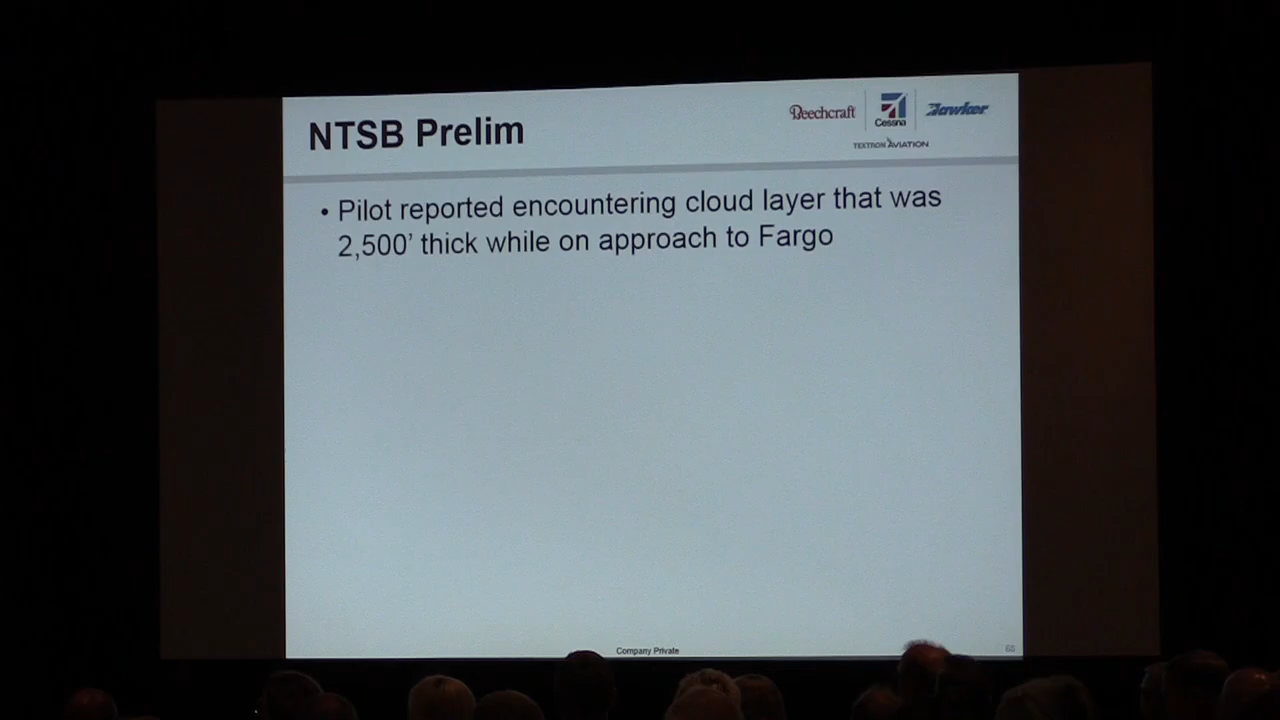 NTSB Prelim
Beechcraft
Cessna
Hawker
TEXTRON AVIATION
• Pilot reported encountering cloud layer that was
2,500’ thick while on approach to Fargo
Company Private